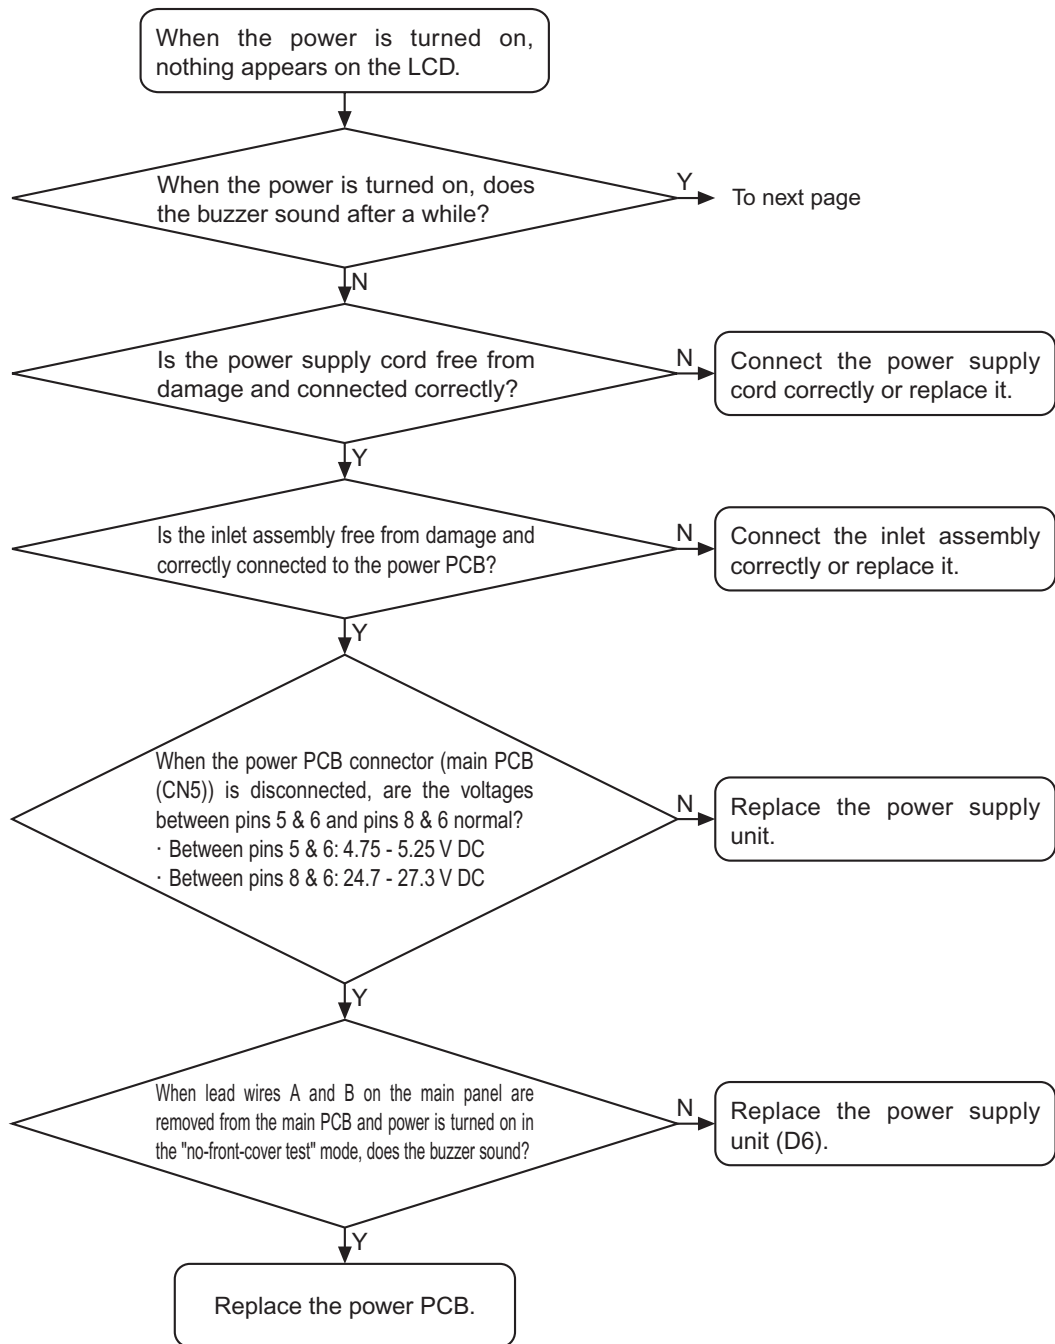 When the power is turned on,
nothing appears on the LCD.
When the power is turned on, does
the buzzer sound after a while?
Y
To next page
N
Is the power supply cord free from
damage and connected correctly?
N
Connect the power supply
cord correctly or replace it.
Y
Is the inlet assembly free from damage and
correctly connected to the power PCB?
N
Connect the inlet assembly
correctly or replace it.
Y
When the power PCB connector (main PCB
(CN5)) is disconnected, are the voltages
between pins 5 & 6 and pins 8 & 6 normal?
· Between pins 5 & 6: 4.75 - 5.25 V DC
· Between pins 8 & 6: 24.7 - 27.3 V DC
N
Replace the power supply
unit.
Y
When lead wires A and B on the main panel are
removed from the main PCB and power is turned on in
the "no-front-cover test" mode, does the buzzer sound?
N
Replace the power supply
unit (D6).
Y
Replace the power PCB.